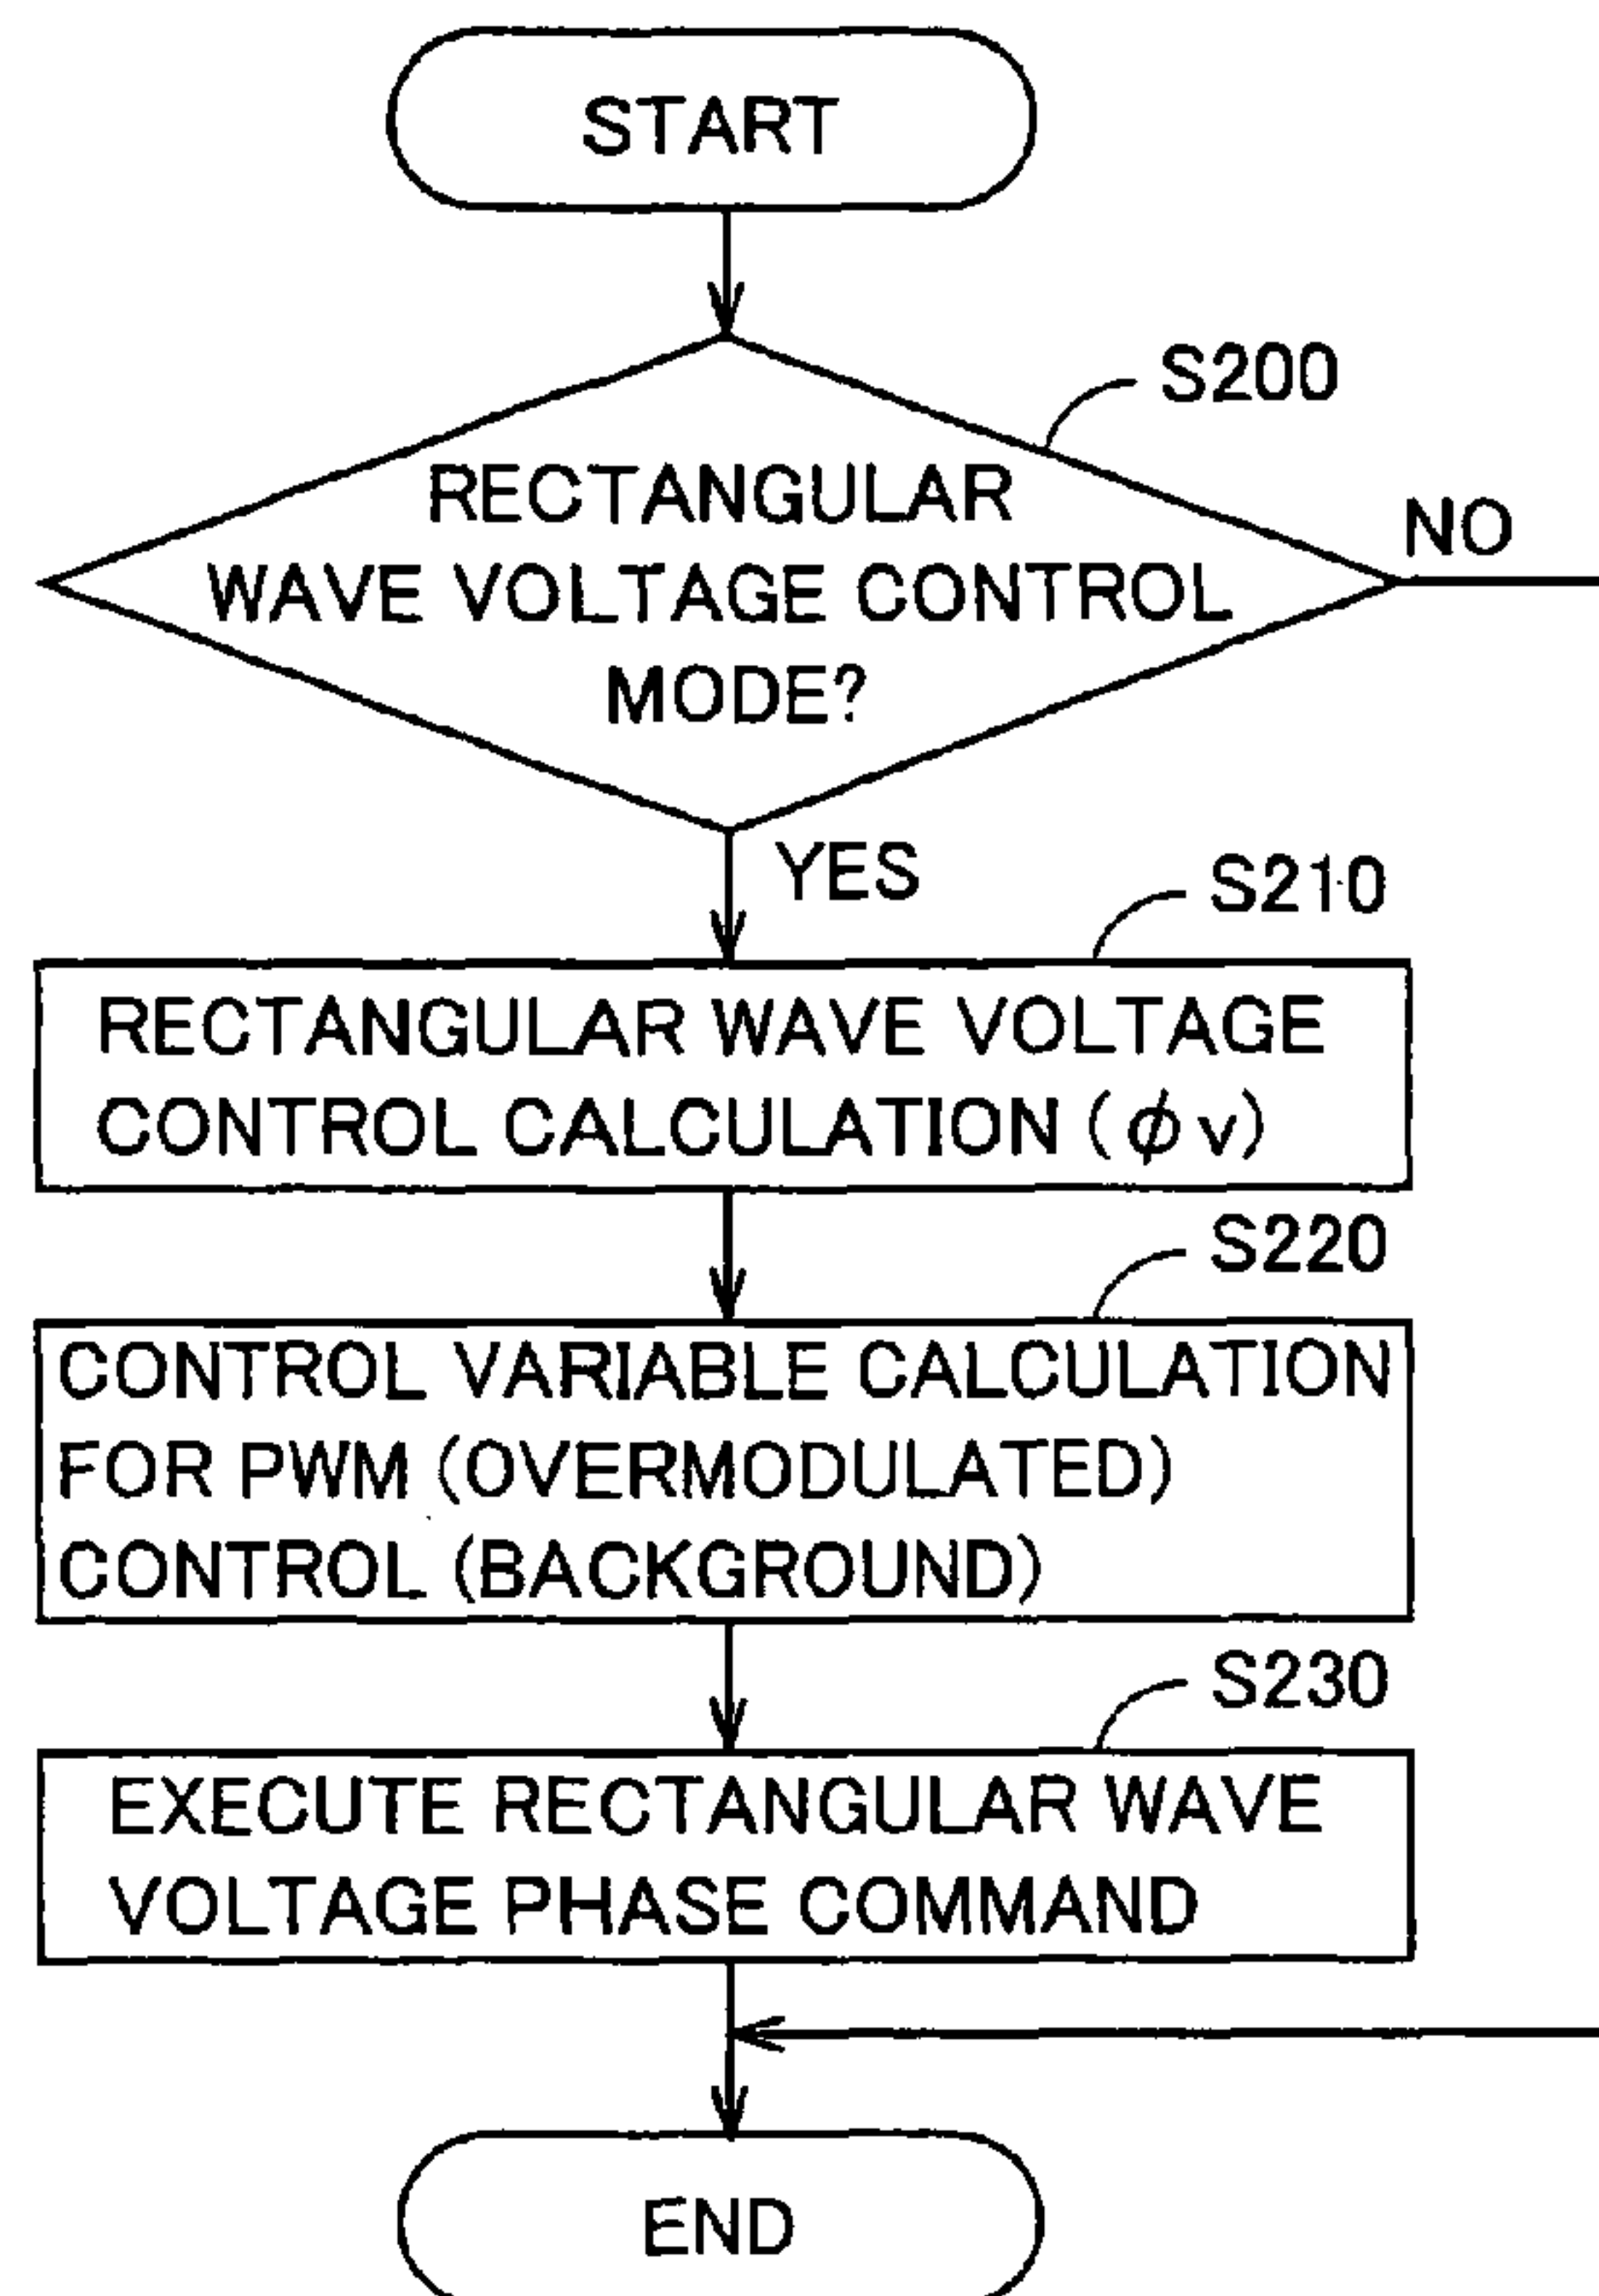 START
S200
RECTANGULAR
WAVE VOLTAGE CONTROL
MODE?
NO
YES
S210
RECTANGULAR WAVE VOLTAGE
CONTROL CALCULATION (ϕv)
S220
CONTROL VARIABLE CALCULATION
FOR PWM (OVERMODULATED)
CONTROL (BACKGROUND)
S230
EXECUTE RECTANGULAR WAVE
VOLTAGE PHASE COMMAND
END